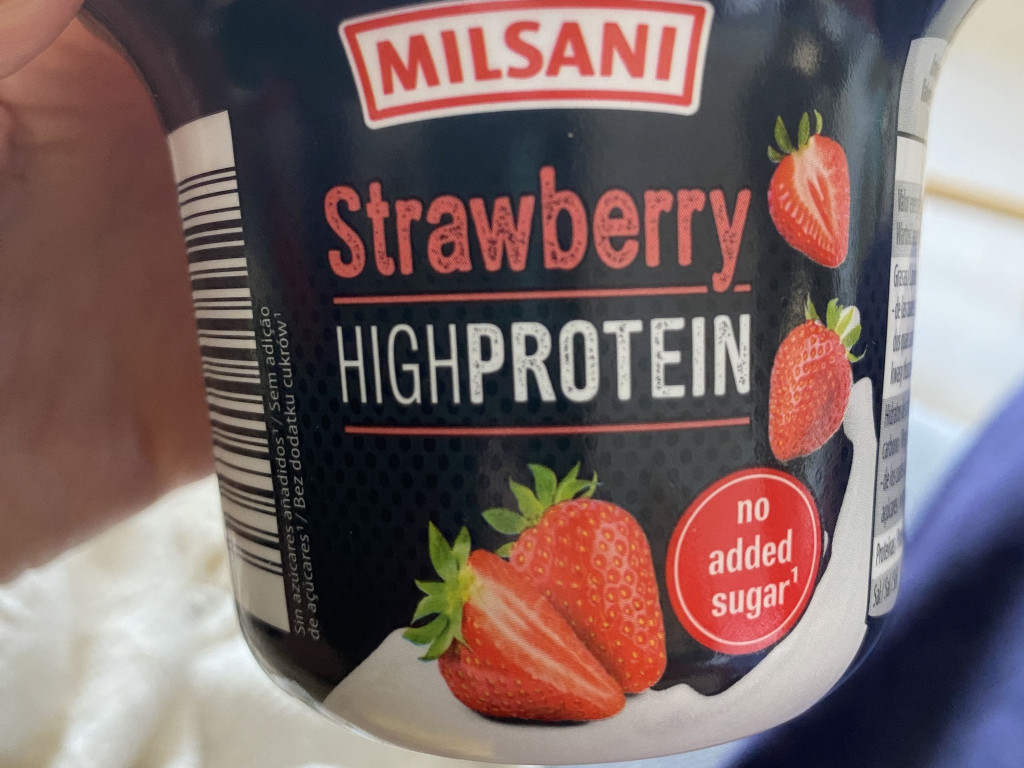 MILSANI
Strawberry
HIGHPROTEIN
no
added
sugar¹
Sin azúcares añadidos¹ / Sem adição
de açúcares¹ / Bez dodatku cukrów¹